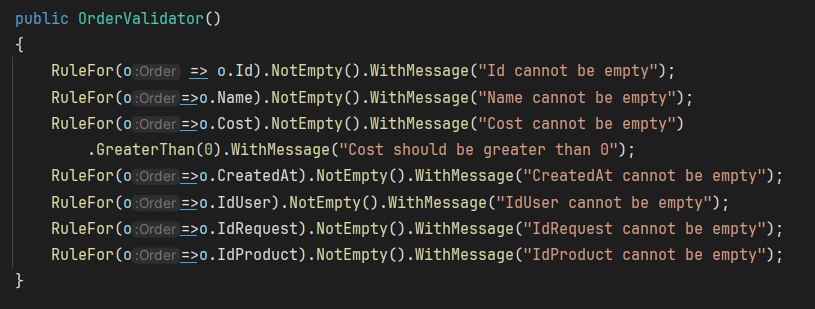 public OrderValidator()
{
RuleFor(o :Order => o.Id).NotEmpty().WithMessage("Id cannot be empty");
RuleFor(o :Order =>o.Name).NotEmpty().WithMessage("Name cannot be empty");
RuleFor(o :Order =>o.Cost).NotEmpty().WithMessage("Cost cannot be empty")
.GreaterThan(0).WithMessage("Cost should be greater than 0");
RuleFor(o :Order =>o.CreatedAt).NotEmpty().WithMessage("CreatedAt cannot be empty");
RuleFor(o :Order =>o.IdUser).NotEmpty().WithMessage("IdUser cannot be empty");
RuleFor(o :Order =>o.IdRequest).NotEmpty().WithMessage("IdRequest cannot be empty");
RuleFor(o :Order =>o.IdProduct).NotEmpty().WithMessage("IdProduct cannot be empty");
}